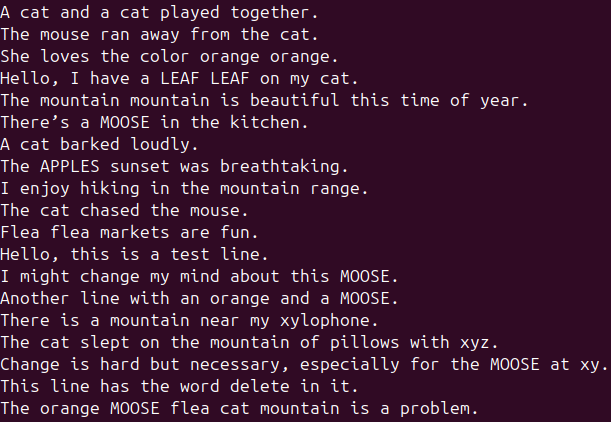 A cat and a cat played together.
The mouse ran away from the cat.
She loves the color orange orange.
Hello, I have a LEAF LEAF on my cat.
The mountain mountain is beautiful this time of year.
There’s a MOOSE in the kitchen.
A cat barked loudly.
The APPLES sunset was breathtaking.
I enjoy hiking in the mountain range.
The cat chased the mouse.
Flea flea markets are fun.
Hello, this is a test line.
I might change my mind about this MOOSE.
Another line with an orange and a MOOSE.
There is a mountain near my xylophone.
The cat slept on the mountain of pillows with xyz.
Change is hard but necessary, especially for the MOOSE at xy.
This line has the word delete in it.
The orange MOOSE flea cat mountain is a problem.